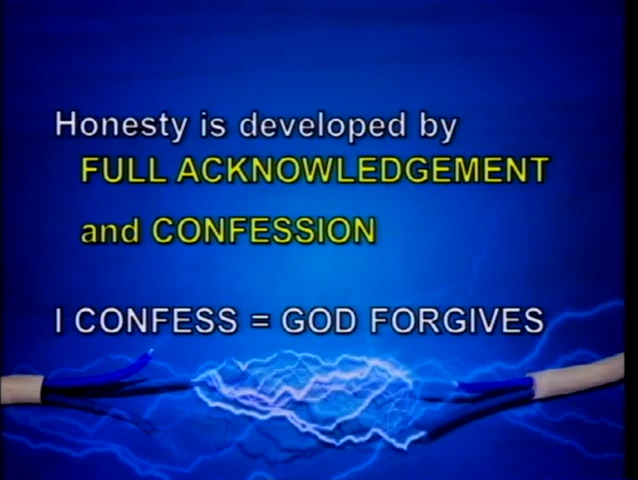 Honesty is developed by
FULL ACKNOWLEDGEMENT
and CONFESSION
I CONFESS = GOD FORGIVES